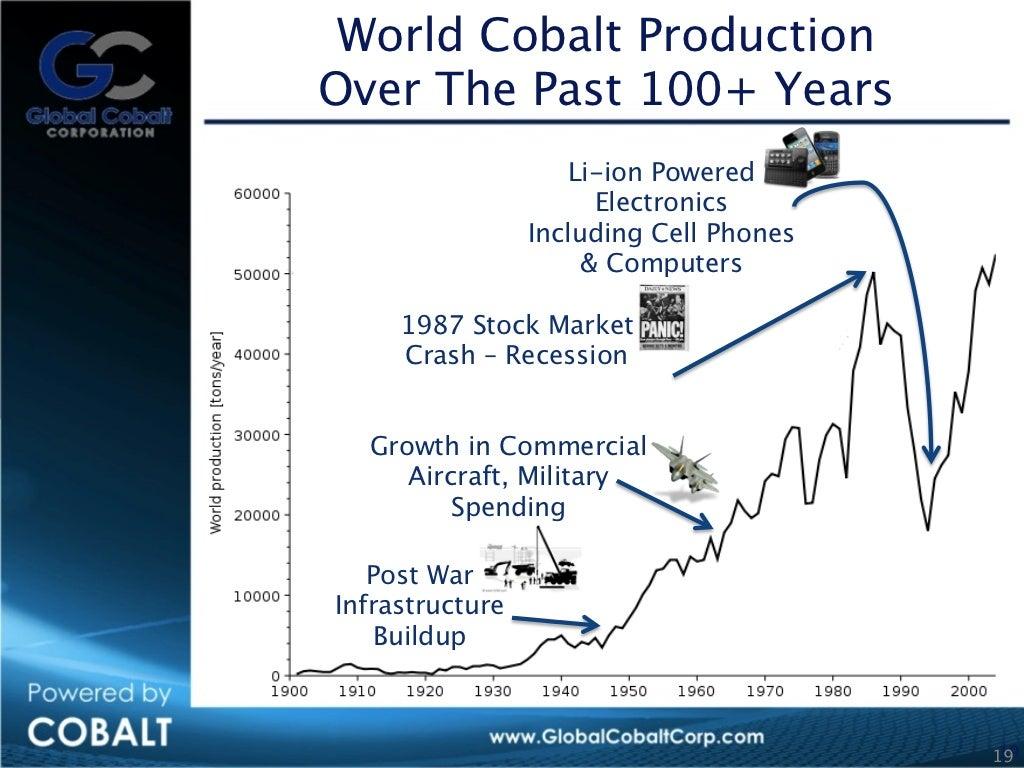 GC
Global Cobalt
CORPORATION
World Cobalt Production
Over The Past 100+ Years
Li-ion Powered
Electronics
Including Cell Phones
& Computers
DAILY NEWS
PANIC!
1987 Stock Market
Crash – Recession
Growth in Commercial
Aircraft, Military
Spending
Post War
Infrastructure
Buildup
World production [tons/year]
60000
50000
40000
30000
20000
10000
0
1900 1910 1920 1930 1940 1950 1960 1970 1980 1990 2000
Powered by
COBALT
www.GlobalCobaltCorp.com
19